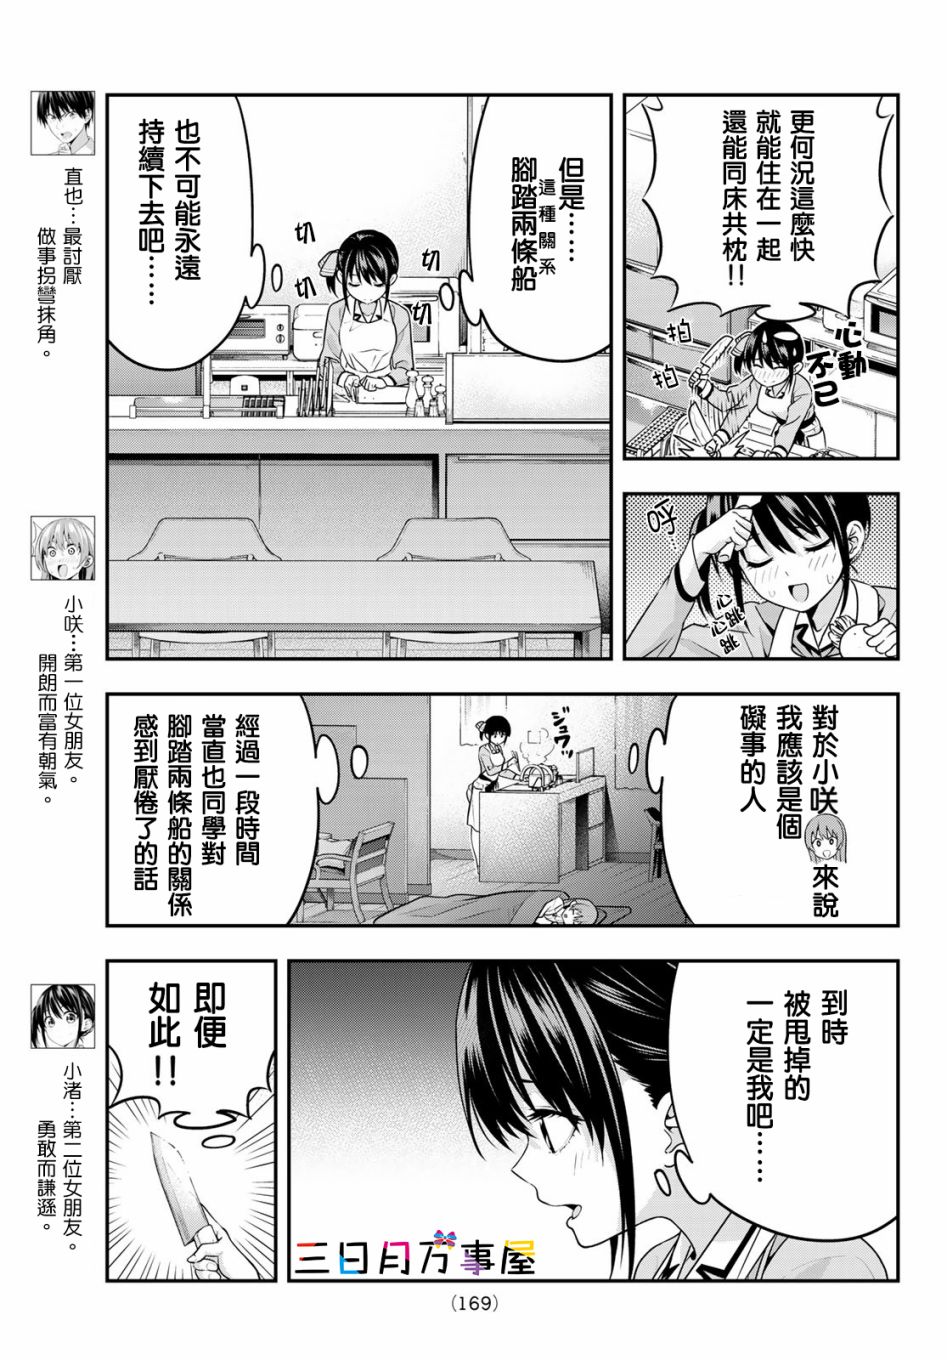 更何況這麼快
就能住在一起
還能同床共枕!!
心動
不已
拍
拍
但是……
這種關系
腳踏兩條船
也不可能永遠
持續下去吧……
切
切
切
切
切
呼
心跳
心跳
對於小咲來說
我應該是個
礙事的人
ジュワッ
經過一段時間
當直也同學對
腳踏兩條船的關係
感到厭倦了的話
到時
被甩掉的
一定是我吧……
即便
如此!!
直也…最討厭
做事拐彎抹角。
小咲…第一位女朋友。
開朗而富有朝氣。
小渚…第二位女朋友。
勇敢而謙遜。
三日月万事屋
(169)